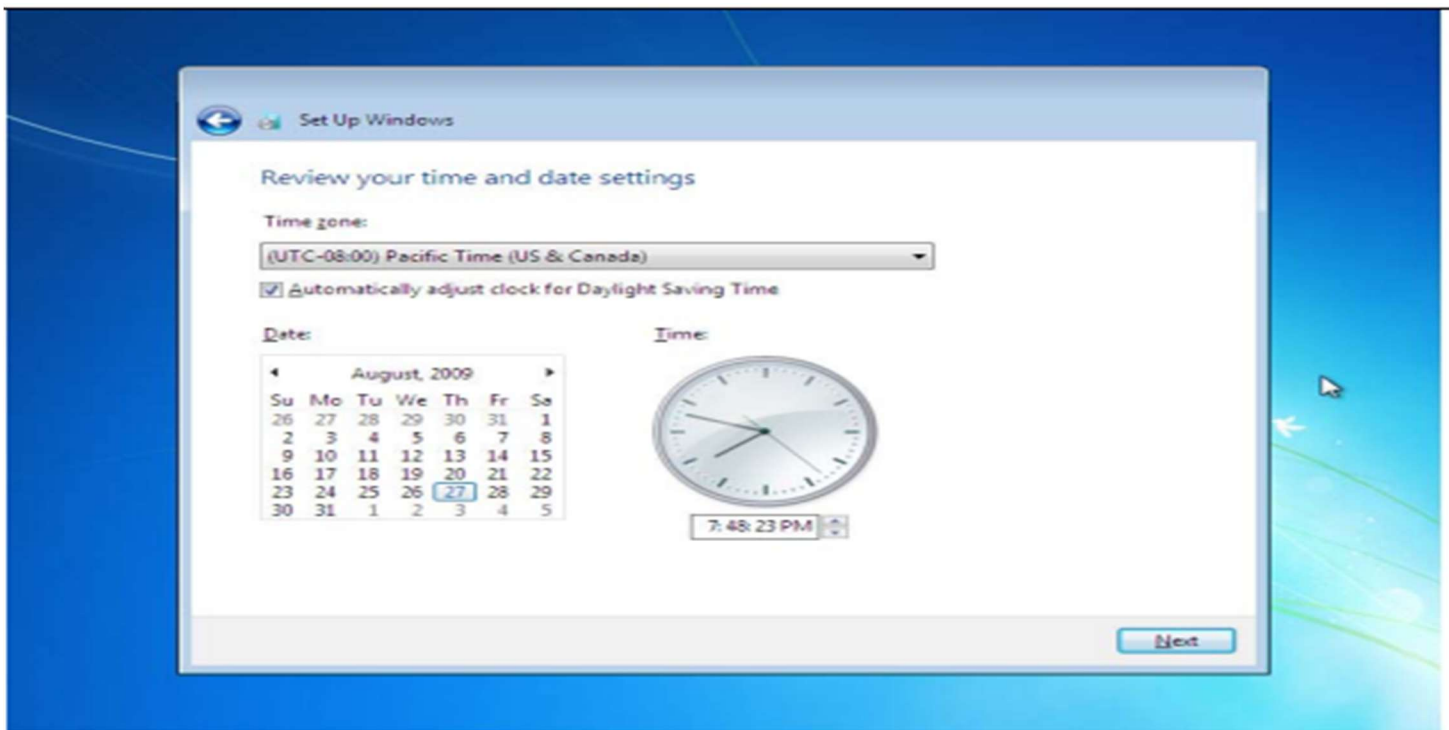 Set Up Windows
Review your time and date settings
Time zone:
(UTC-08:00) Pacific Time (US & Canada)
Automatically adjust clock for Daylight Saving Time
Date:
August, 2009
Su Mo Tu We Th Fr Sa
26 27 28 29 30 31 1
2 3 4 5 6 7 8
9 10 11 12 13 14 15
16 17 18 19 20 21 22
23 24 25 26 27 28 29
30 31 1 2 3 4 5
Time:
7: 48: 23 PM
Next